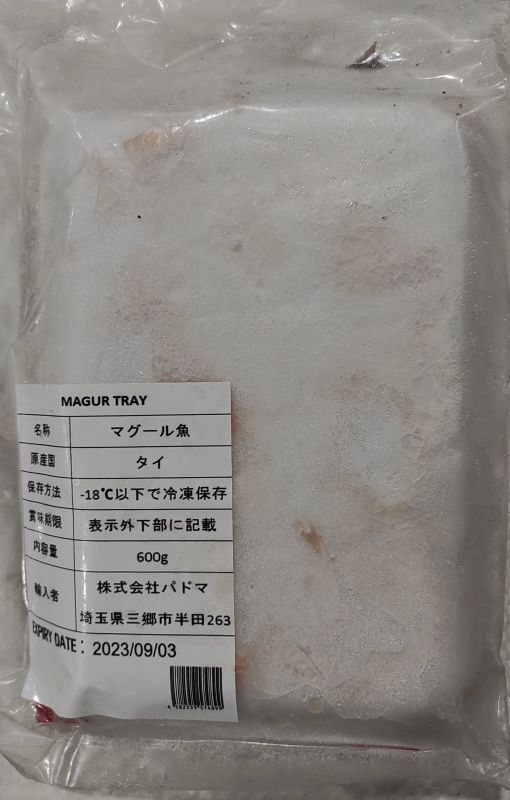 MAGUR TRAY
名称 マグール魚
原産国 タイ
保存方法 -18℃以下で冷凍保存
賞味期限 表示外下部に記載
内容量 600g
輸入者 株式会社パドマ
埼玉県三郷市半田263
EXPIRY DATE: 2023/09/03